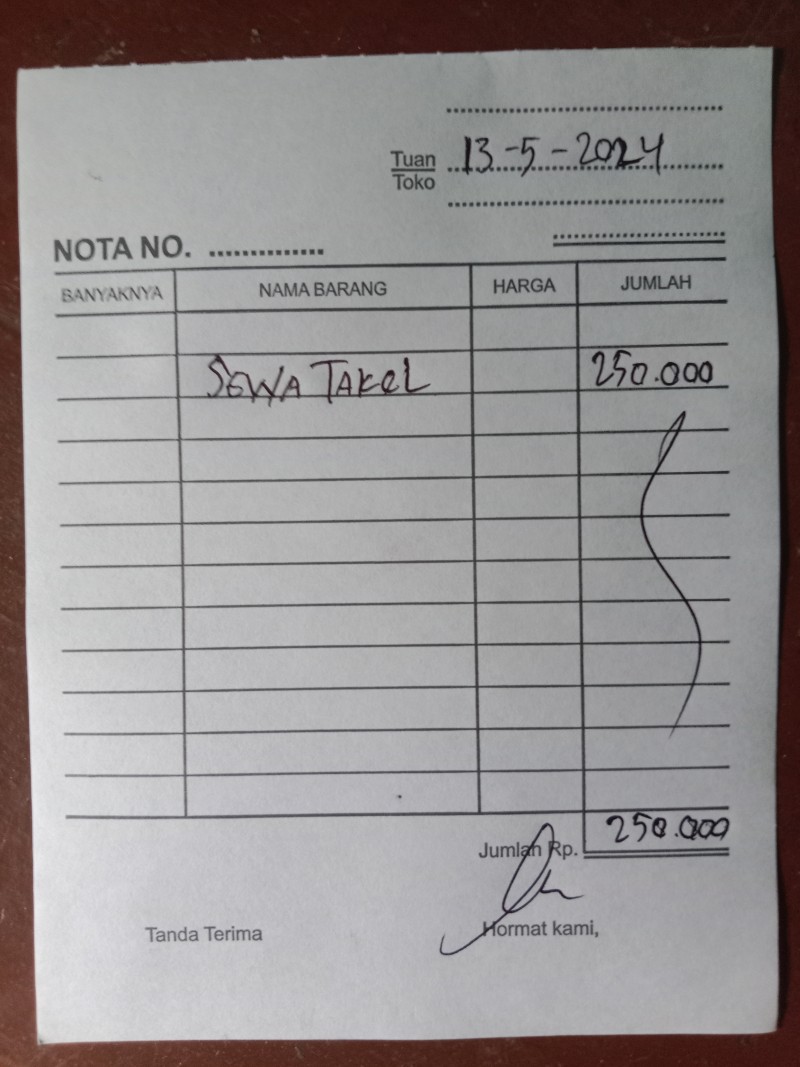 Tuan 13-5-2024
Toko
NOTA NO. ..............
BANYAKNYA NAMA BARANG HARGA JUMLAH
SEWA TAKEL 250.000
Jumlah Rp. 250.000
Tanda Terima Hormat kami,